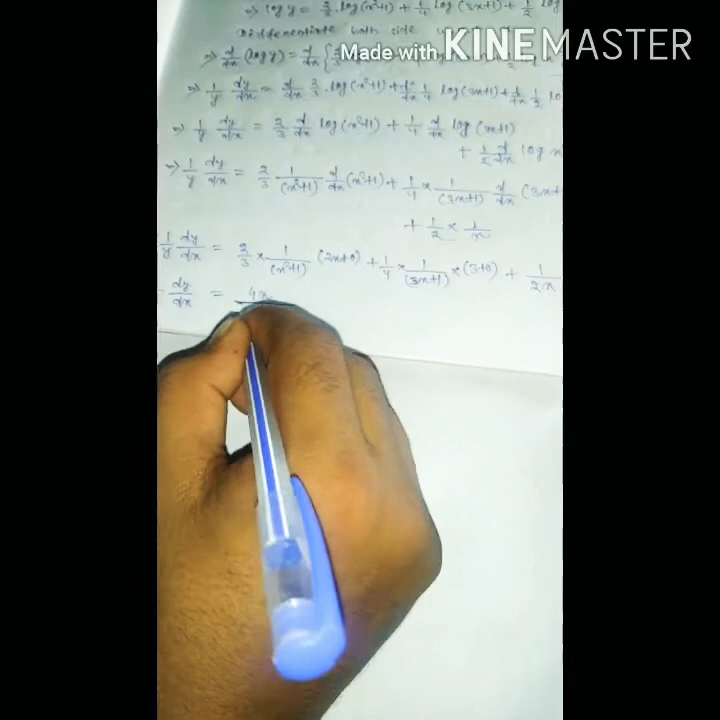 ⇒ log y = 2/3 . log (x²+1) + 1/4 log (3x+1) + 1/2 log
both side
Made with KINEMASTER
⇒ d/dx (log y) = d/dx {
⇒ 1/y dy/dx = d/dx 2/3 . log (x²+1) + d/dx 1/4 log (3x+1) + d/dx 1/2 lo
⇒ 1/y dy/dx = 2/3 d/dx log (x²+1) + 1/4 d/dx log (3x+1)
+ 1/2 d/dx log x
⇒ 1/y dy/dx = 2/3 1/(x²+1) d/dx (x²+1) + 1/4 × 1/(3x+1) d/dx (3x+
+ 1/2 × 1/x
1/y dy/dx = 2/3 × 1/(x²+1) (2x+0) + 1/4 × 1/(3x+1) × (3+0) + 1/2x
dy/dx = 4x